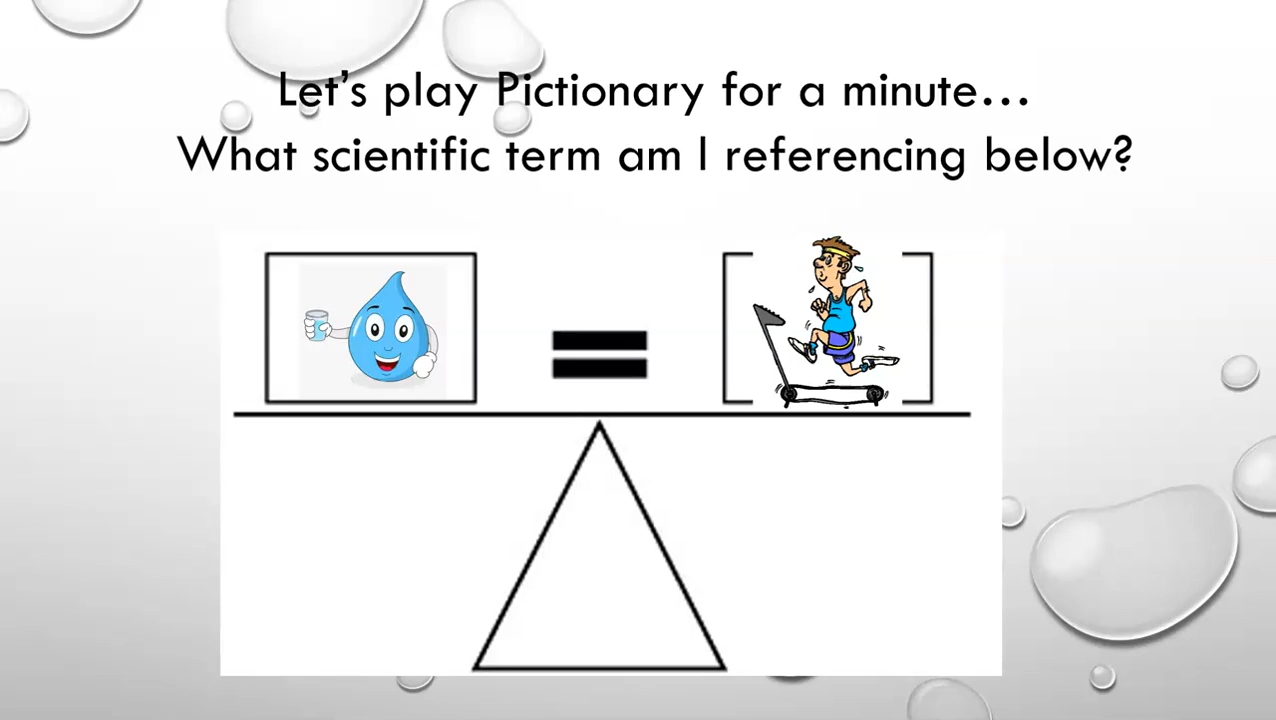 Let's play Pictionary for a minute...
What scientific term am I referencing below?